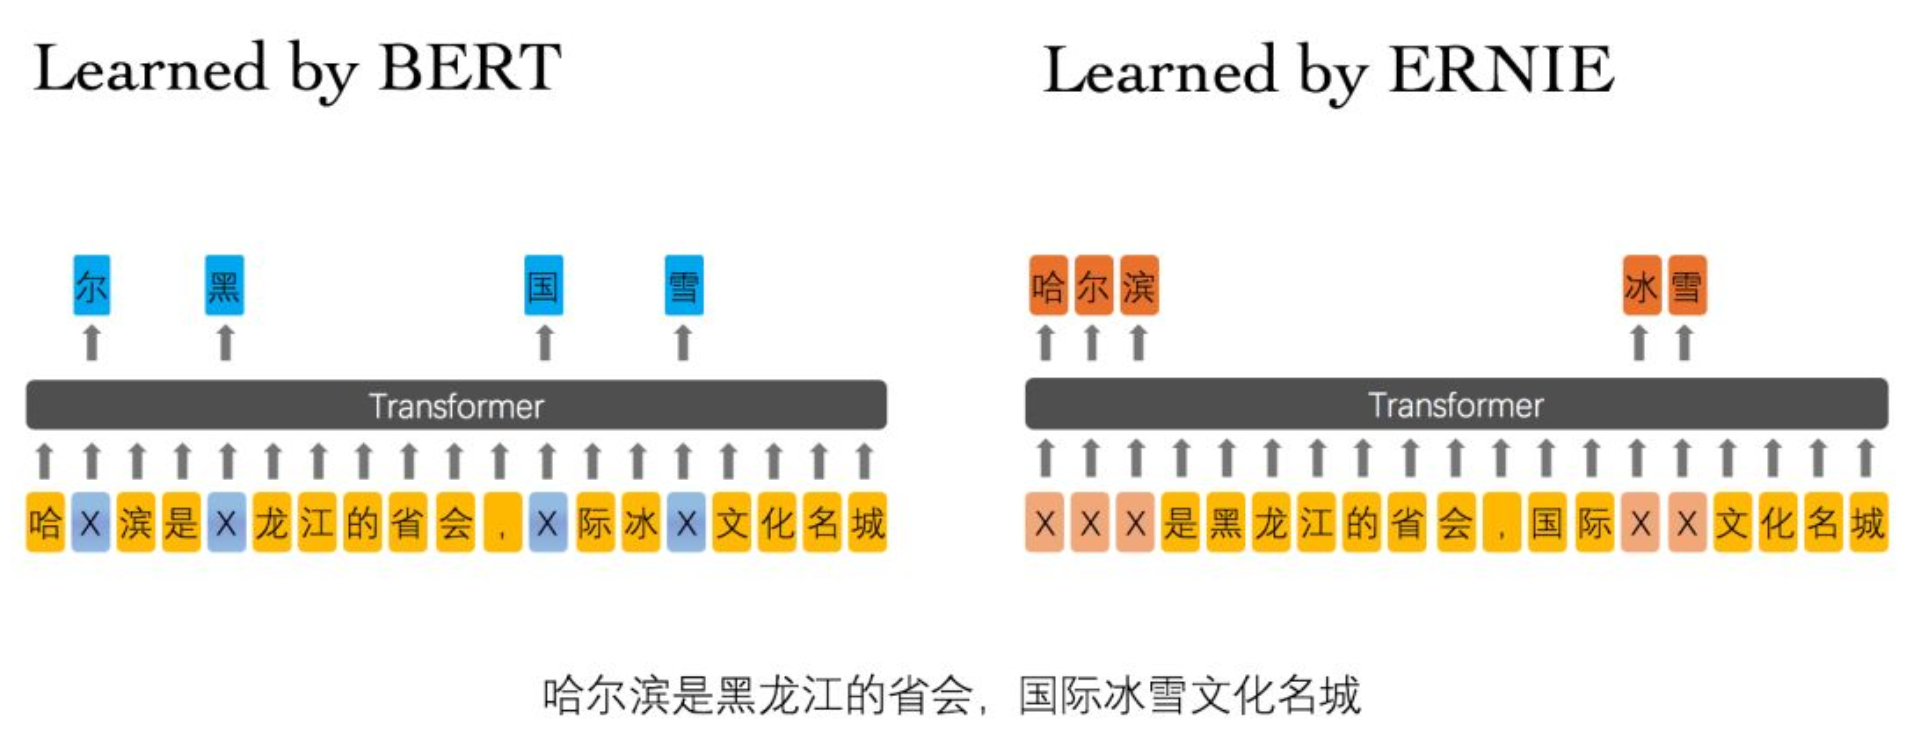 Learned by BERT
尔 黑 国 雪
Transformer
哈 X 滨 是 X 龙 江 的 省 会 , X 际 冰 X 文 化 名 城
Learned by ERNIE
哈 尔 滨 冰 雪
Transformer
X X X 是 黑 龙 江 的 省 会 , 国 际 X X 文 化 名 城
哈尔滨是黑龙江的省会，国际冰雪文化名城